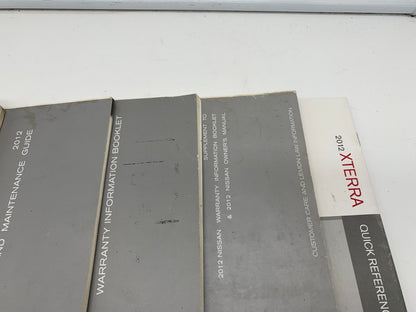 2012
MAINTENANCE GUIDE
WARRANTY INFORMATION BOOKLET
SUPPLEMENT TO
2012 NISSAN WARRANTY INFORMATION BOOKLET
& 2012 NISSAN OWNER'S MANUAL
CUSTOMER CARE AND LEMON LAW INFORMATION
2012 XTERRA
QUICK REFERENC